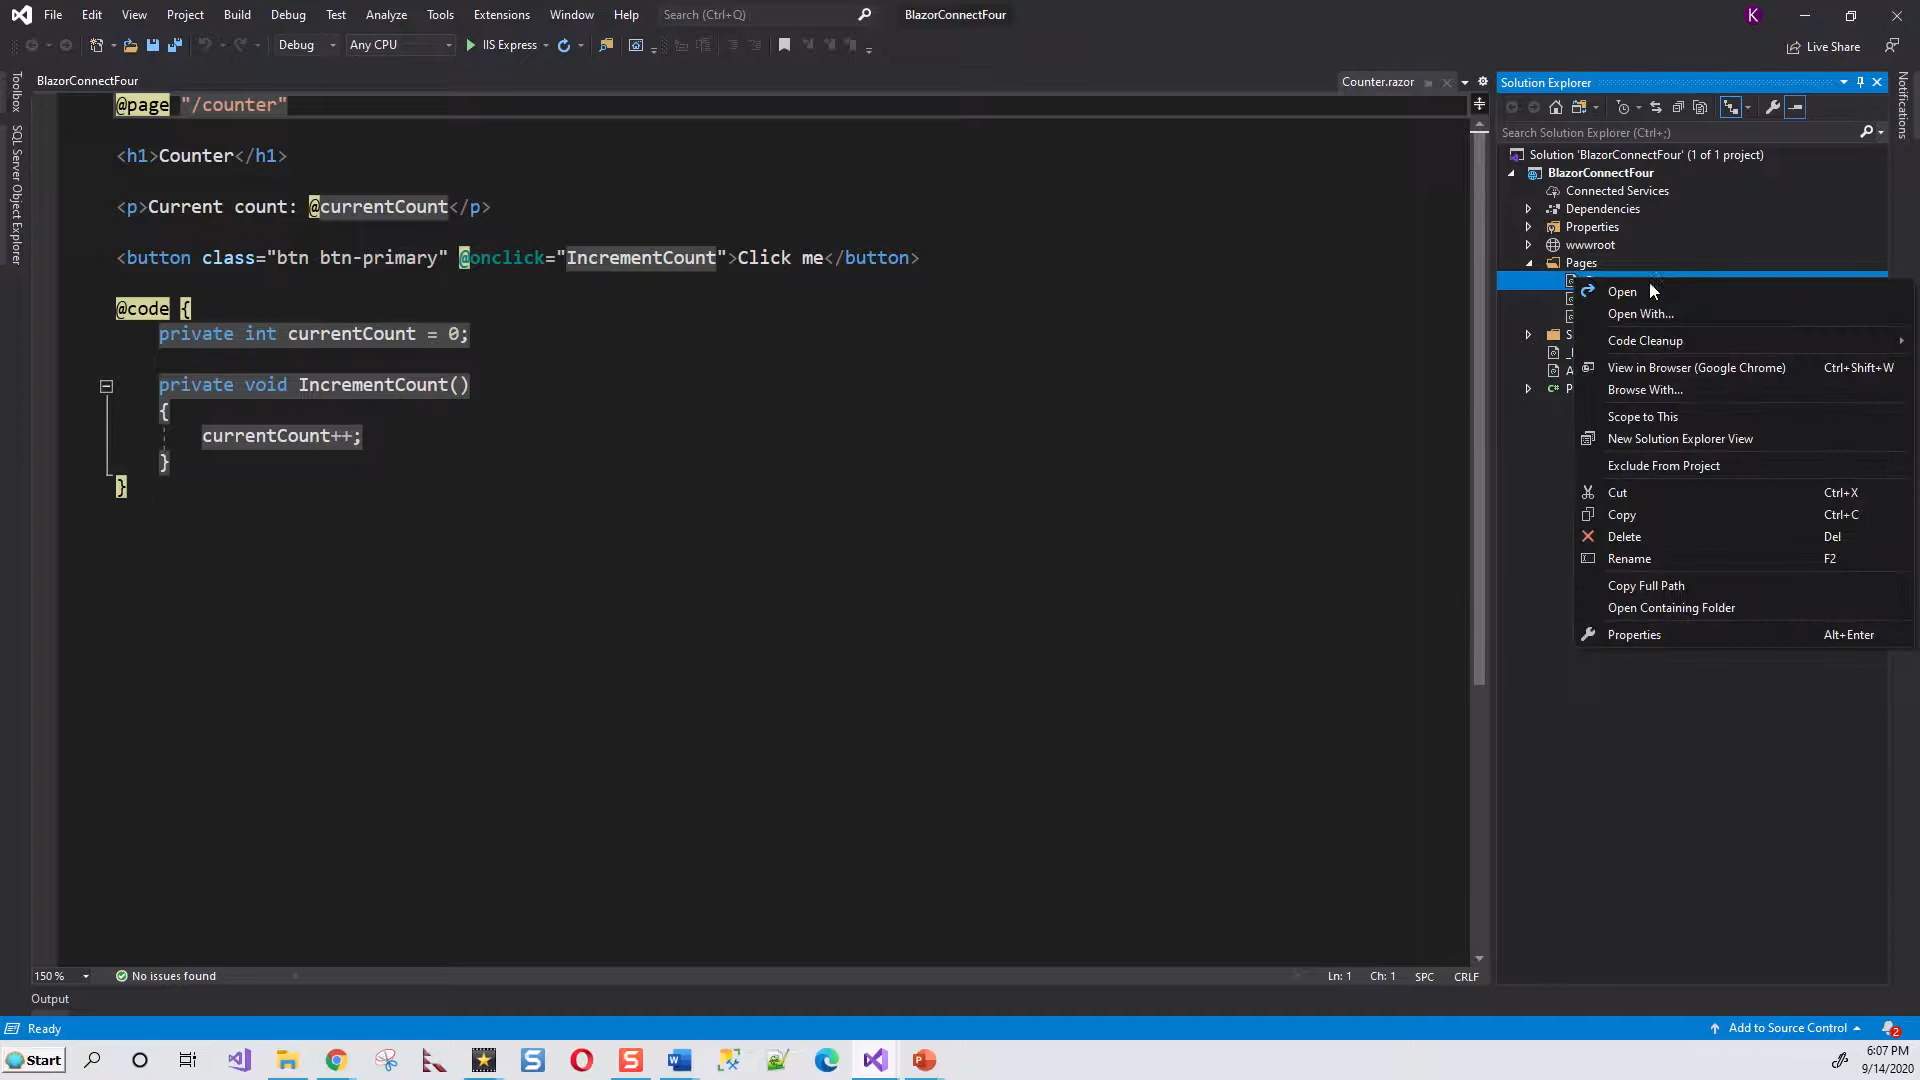 File Edit View Project Build Debug Test Analyze Tools Extensions Window Help Search (Ctrl+Q) BlazorConnectFour K
Debug Any CPU IIS Express Live Share
Toolbox
SQL Server Object Explorer
BlazorConnectFour Counter.razor
@page "/counter"
<h1>Counter</h1>
<p>Current count: @currentCount</p>
<button class="btn btn-primary" @onclick="IncrementCount">Click me</button>
@code {
private int currentCount = 0;
private void IncrementCount()
{
currentCount++;
}
}
150 % No issues found Ln: 1 Ch: 1 SPC CRLF
Output
Solution Explorer
Notifications
Search Solution Explorer (Ctrl+;)
Solution 'BlazorConnectFour' (1 of 1 project)
BlazorConnectFour
Connected Services
Dependencies
Properties
wwwroot
Pages
Open
Open With...
Code Cleanup
View in Browser (Google Chrome) Ctrl+Shift+W
Browse With...
Scope to This
New Solution Explorer View
Exclude From Project
Cut Ctrl+X
Copy Ctrl+C
Delete Del
Rename F2
Copy Full Path
Open Containing Folder
Properties Alt+Enter
Ready Add to Source Control 2
Start 6:07 PM
9/14/2020